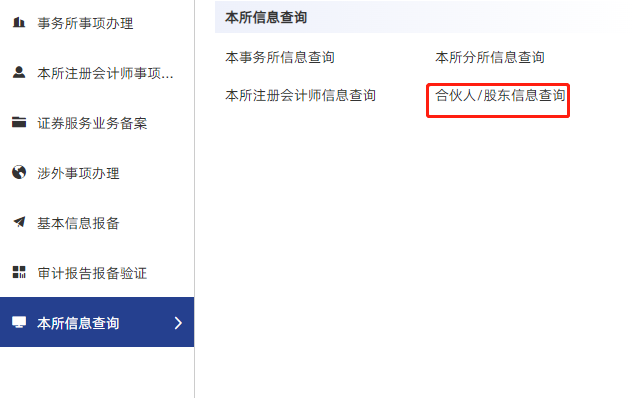 事务所事项办理
本所注册会计师事项...
证券服务业务备案
涉外事项办理
基本信息报备
审计报告报备验证
本所信息查询
本所信息查询
本事务所信息查询
本所分所信息查询
本所注册会计师信息查询
合伙人/股东信息查询